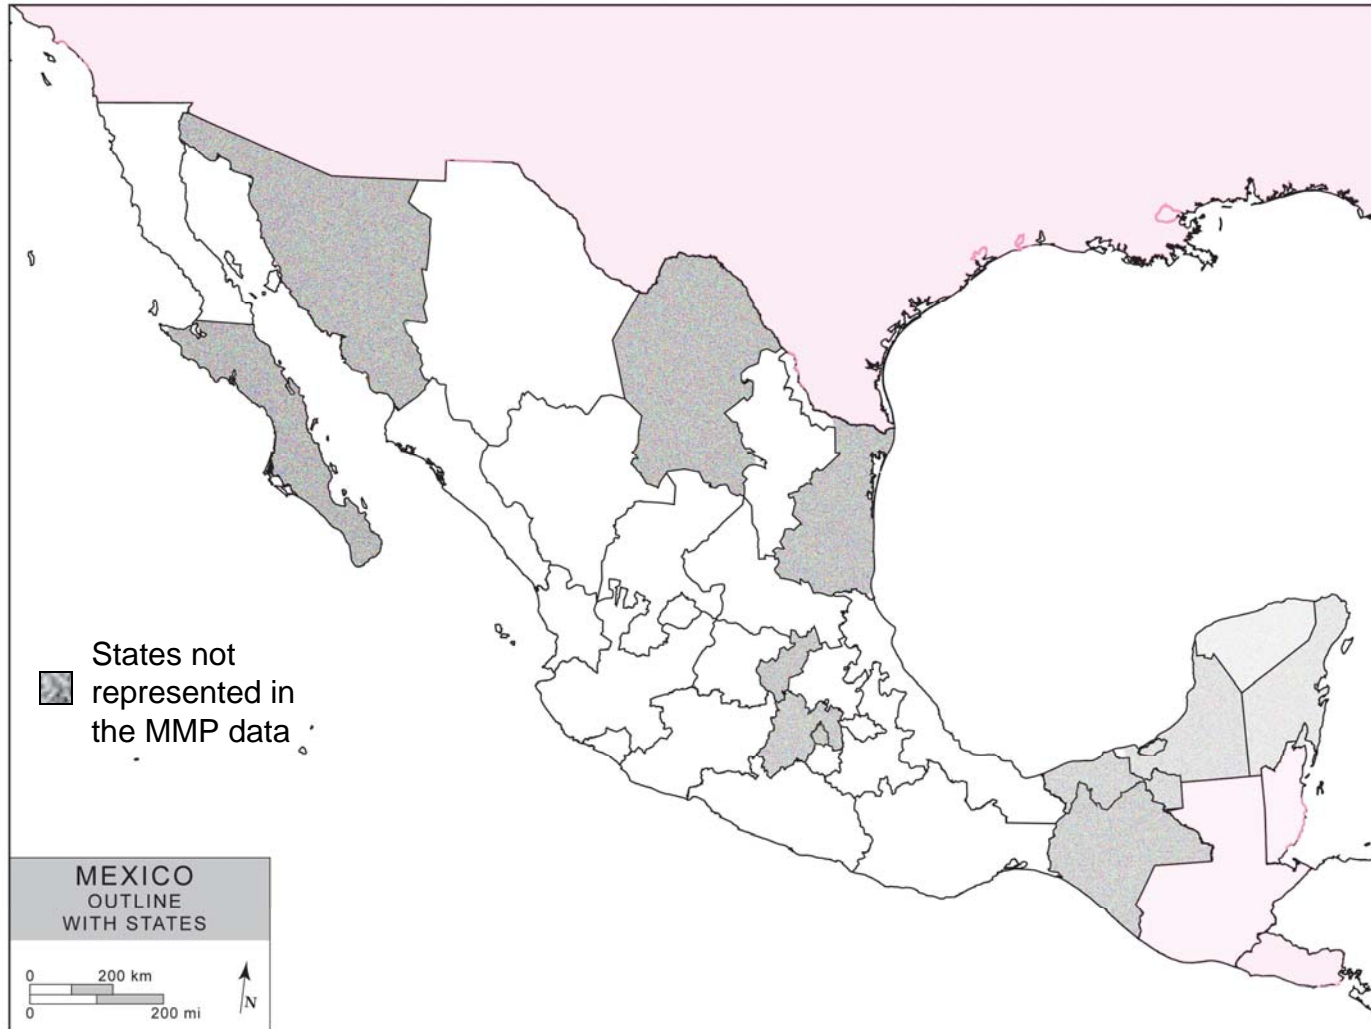 States not
represented in
the MMP data
MEXICO
OUTLINE
WITH STATES
0 200 km
0 200 mi
N